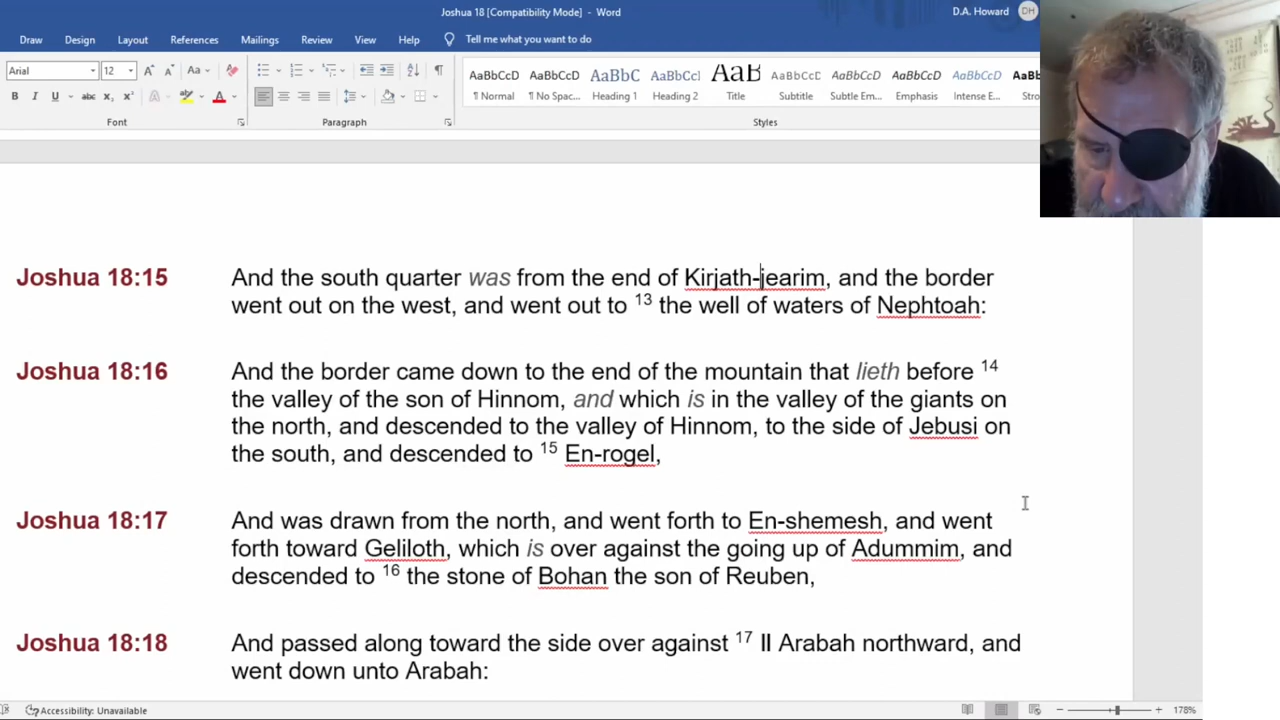 Joshua 18 [Compatibility Mode] - Word
D.A. Howard DH
Draw Design Layout References Mailings Review View Help Tell me what you want to do
Arial 12 Aa
AaBbCcD AaBbCcD AaBbC AaBbCcI AaB AaBbCcD AaBbCcD AaBbCcD AaBbCcD AaBb
B I U abc x₂ x² A ab A
¶ Normal ¶ No Spac... Heading 1 Heading 2 Title Subtitle Subtle Em... Emphasis Intense E... Stro
Font Paragraph Styles
Joshua 18:15 And the south quarter was from the end of Kirjath-jearim, and the border
went out on the west, and went out to 13 the well of waters of Nephtoah:
Joshua 18:16 And the border came down to the end of the mountain that lieth before 14
the valley of the son of Hinnom, and which is in the valley of the giants on
the north, and descended to the valley of Hinnom, to the side of Jebusi on
the south, and descended to 15 En-rogel,
Joshua 18:17 And was drawn from the north, and went forth to En-shemesh, and went
forth toward Geliloth, which is over against the going up of Adummim, and
descended to 16 the stone of Bohan the son of Reuben,
Joshua 18:18 And passed along toward the side over against 17 II Arabah northward, and
went down unto Arabah:
Accessibility: Unavailable 178%